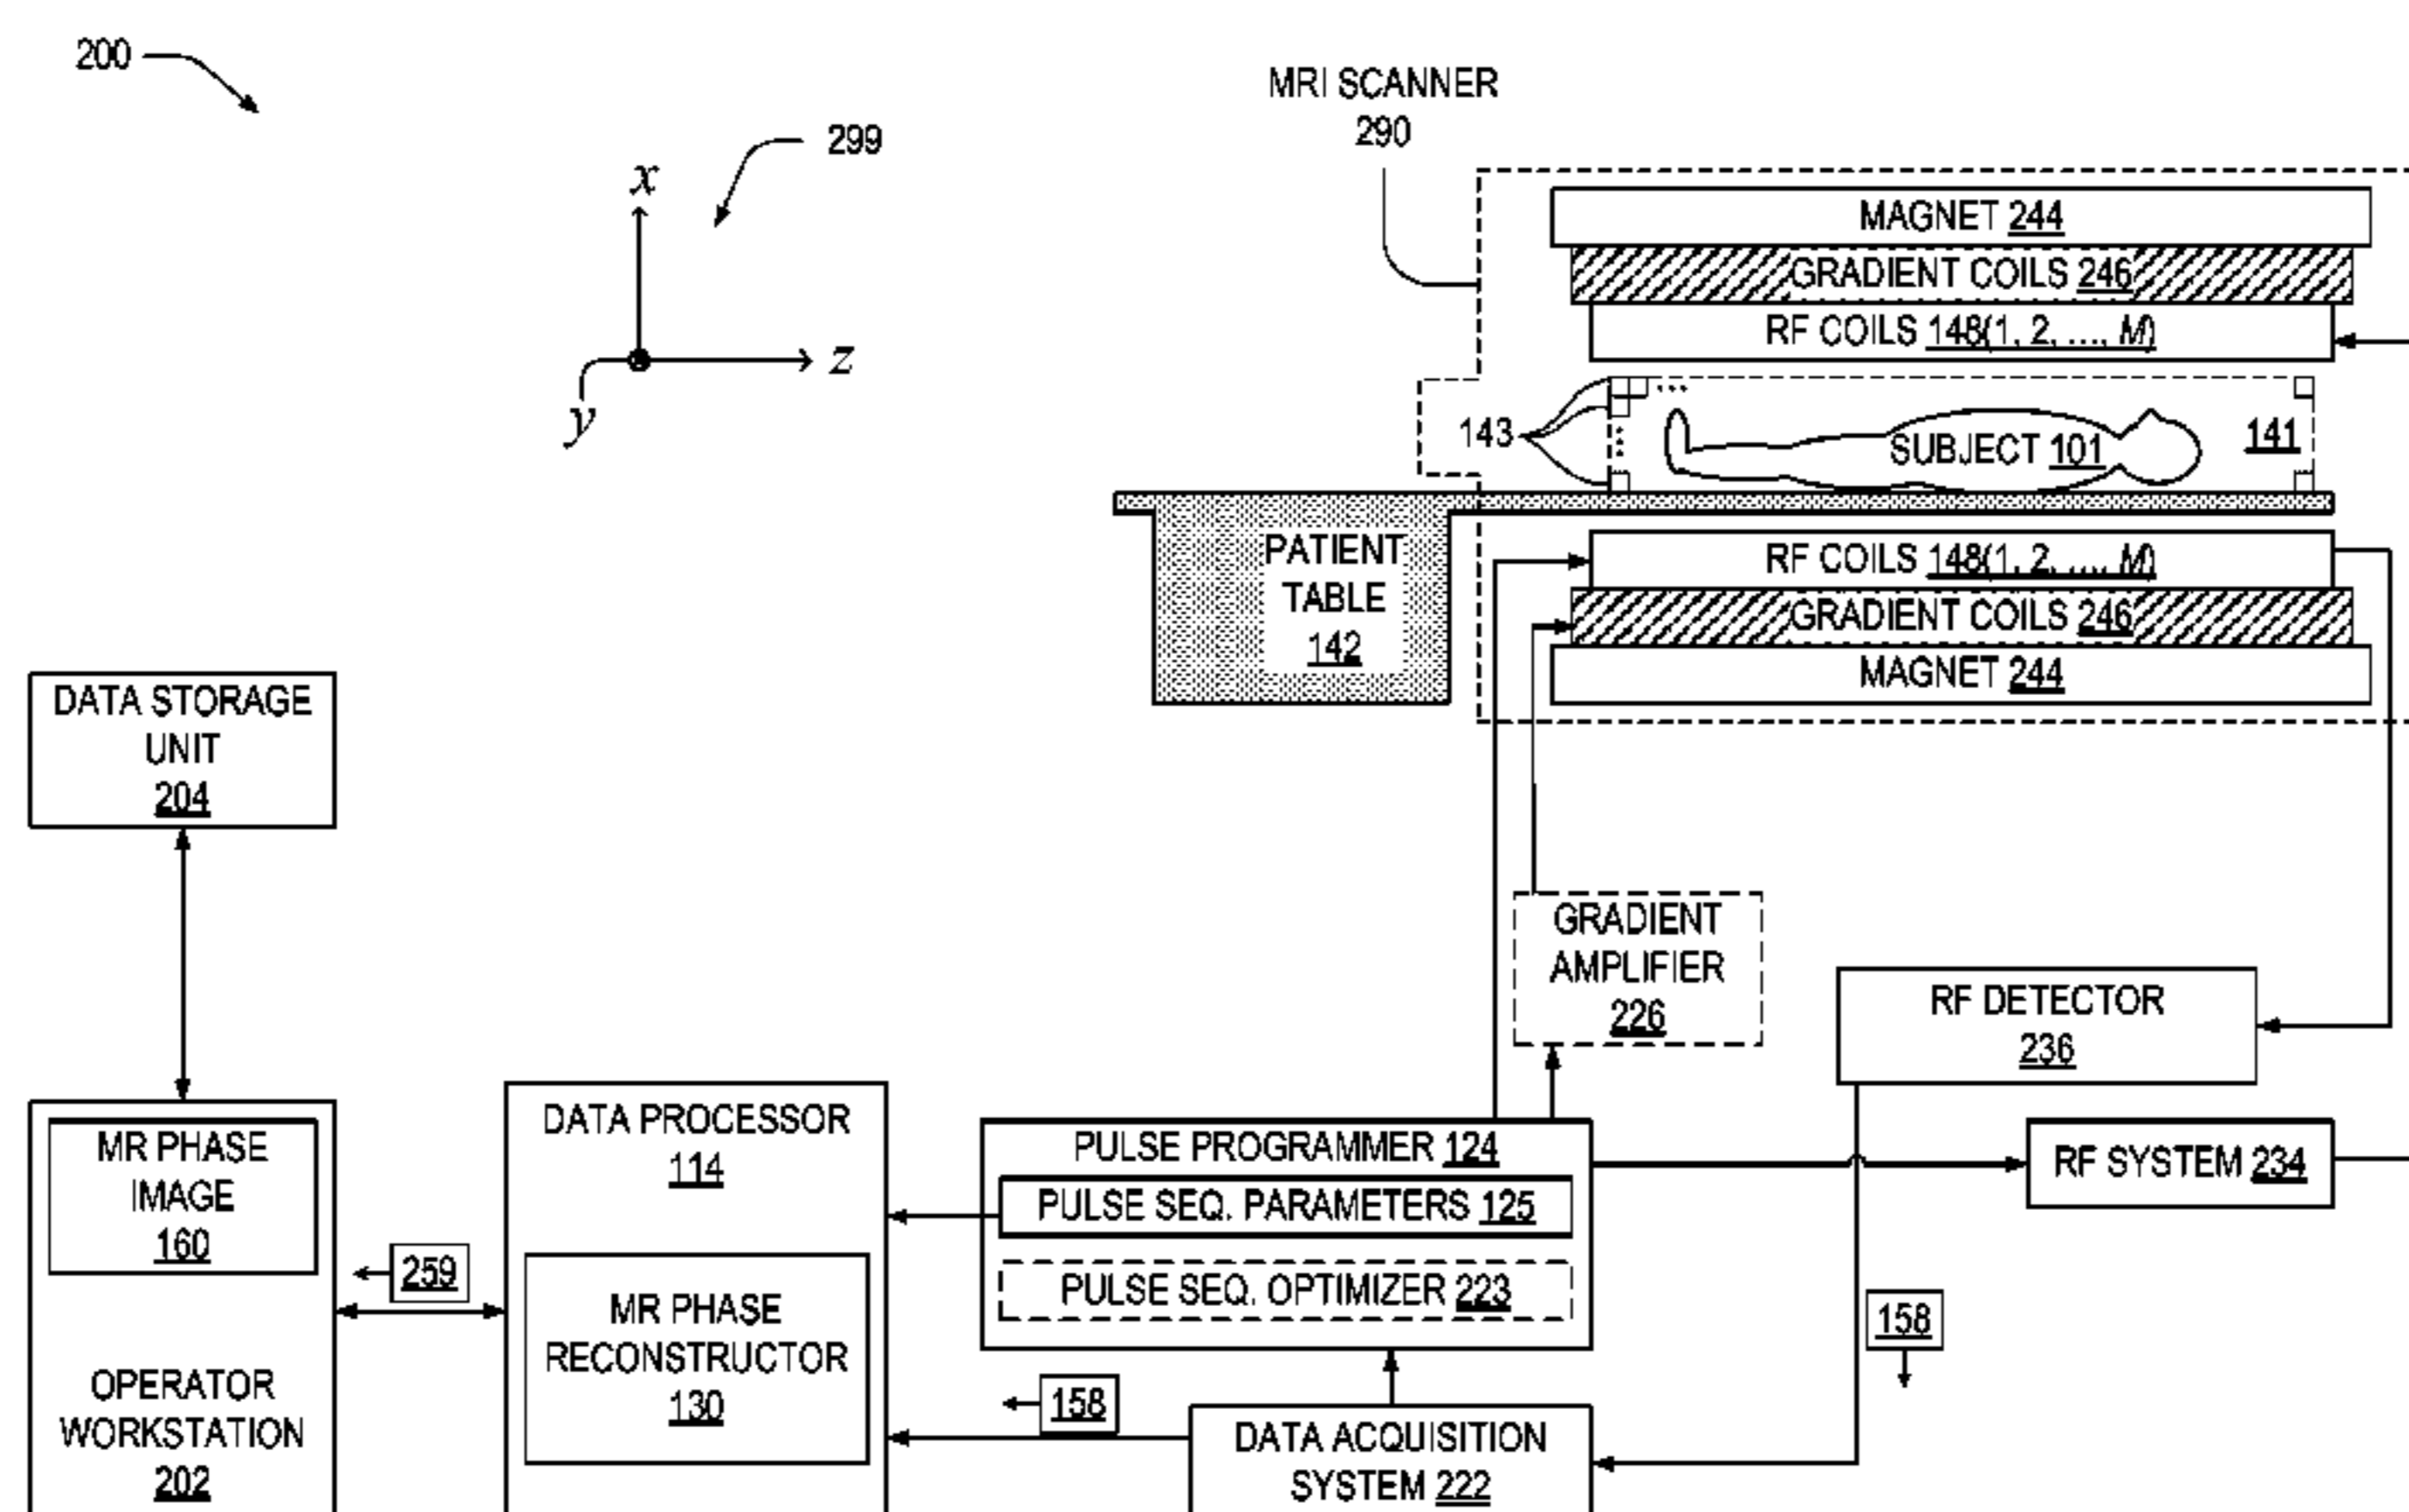 200
299
x
z
y
MRI SCANNER
290
MAGNET 244
GRADIENT COILS 246
RF COILS 148(1, 2, ..., M)
143
SUBJECT 101
141
PATIENT
TABLE
142
RF COILS 148(1, 2, ..., M)
GRADIENT COILS 246
MAGNET 244
DATA STORAGE
UNIT
204
GRADIENT
AMPLIFIER
226
RF DETECTOR
236
MR PHASE
IMAGE
160
OPERATOR
WORKSTATION
202
259
DATA PROCESSOR
114
MR PHASE
RECONSTRUCTOR
130
PULSE PROGRAMMER 124
PULSE SEQ. PARAMETERS 125
PULSE SEQ. OPTIMIZER 223
RF SYSTEM 234
158
158
DATA ACQUISITION
SYSTEM 222